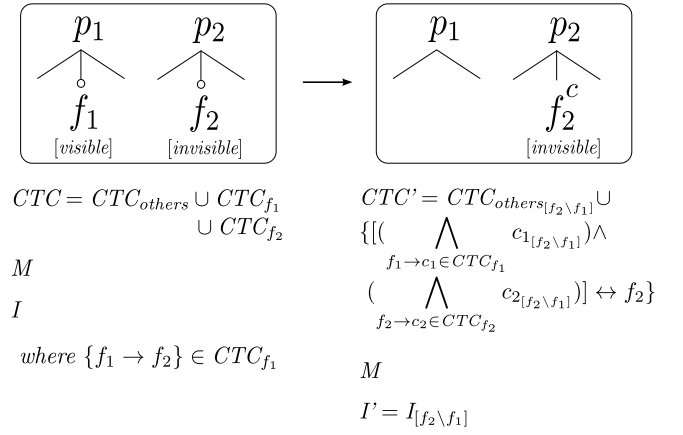 p₁ p₂
f₁ f₂
[visible] [invisible]
CTC = CTC_others ∪ CTC_f₁
∪ CTC_f₂
M
I
where {f₁ → f₂} ∈ CTC_f₁
p₁ p₂
f₂ᶜ
[invisible]
CTC' = CTC_others[f₂\f₁] ∪
{[( ⋀ c₁[f₂\f₁]) ∧
f₁→c₁∈CTC_f₁
( ⋀ c₂[f₂\f₁])] ↔ f₂}
f₂→c₂∈CTC_f₂
M
I' = I[f₂\f₁]